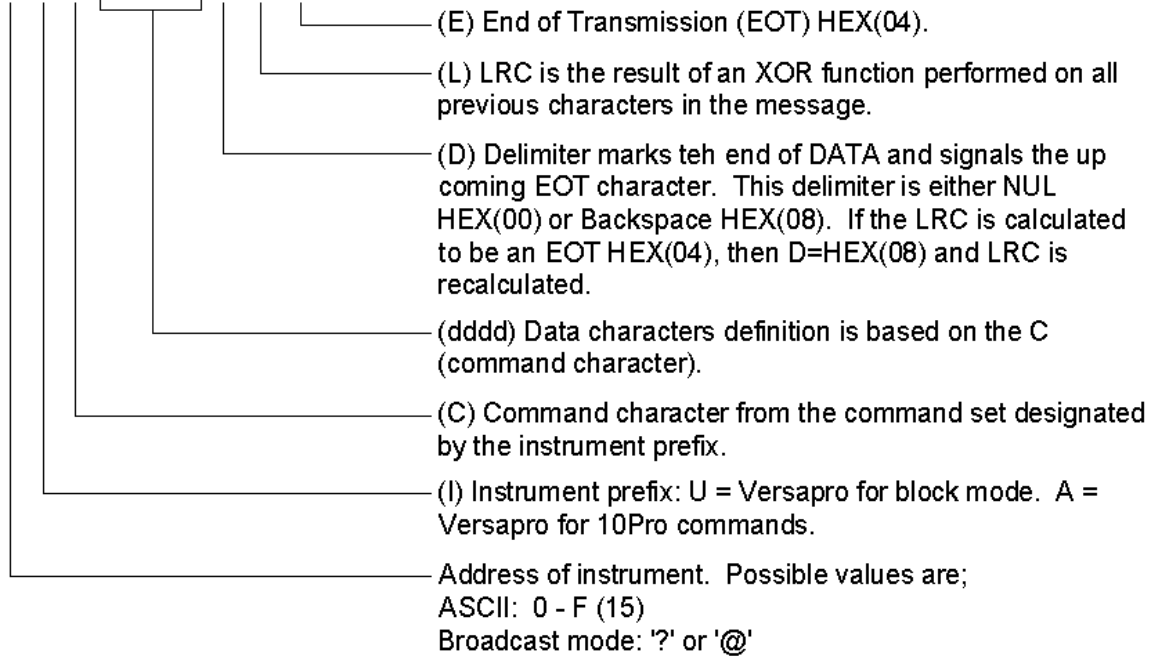 (E) End of Transmission (EOT) HEX(04).
(L) LRC is the result of an XOR function performed on all
previous characters in the message.
(D) Delimiter marks teh end of DATA and signals the up
coming EOT character.  This delimiter is either NUL
HEX(00) or Backspace HEX(08).  If the LRC is calculated
to be an EOT HEX(04), then D=HEX(08) and LRC is
recalculated.
(dddd) Data characters definition is based on the C
(command character).
(C) Command character from the command set designated
by the instrument prefix.
(I) Instrument prefix: U = Versapro for block mode.  A =
Versapro for 10Pro commands.
Address of instrument.  Possible values are;
ASCII:  0 - F (15)
Broadcast mode: '?' or '@'